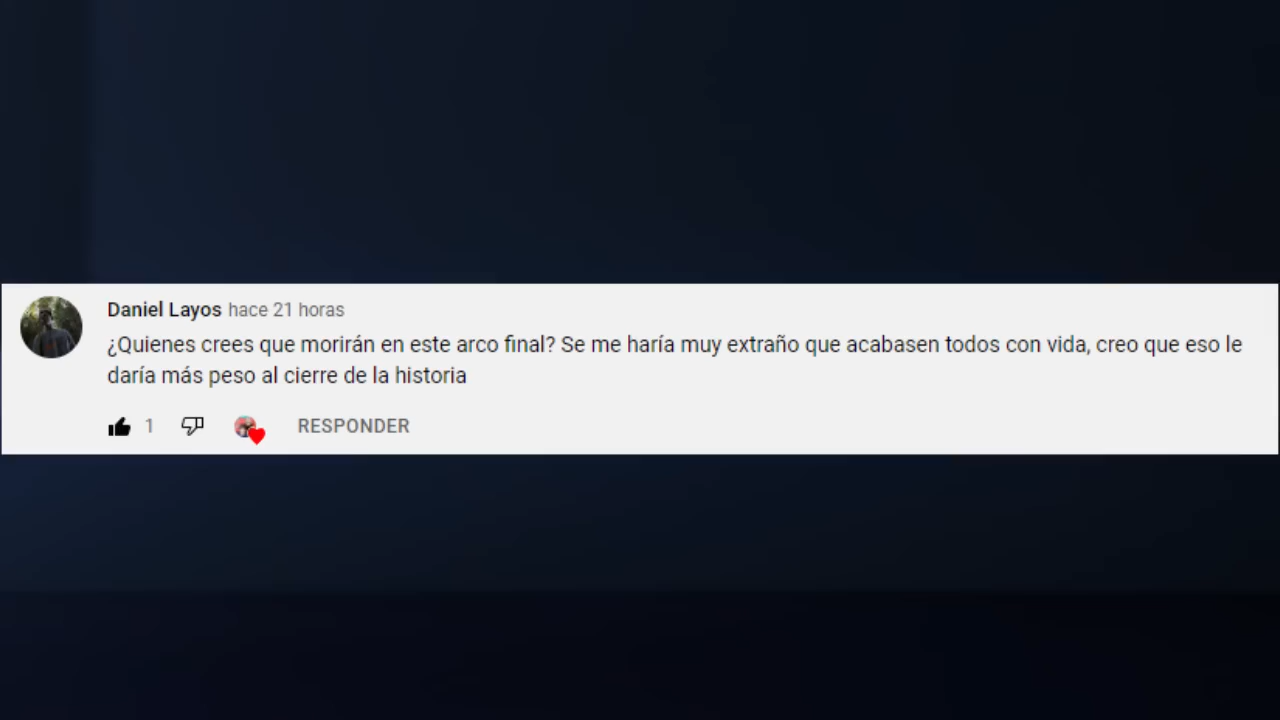 Daniel Layos hace 21 horas
¿Quienes crees que morirán en este arco final? Se me haría muy extraño que acabasen todos con vida, creo que eso le
daría más peso al cierre de la historia
1 RESPONDER